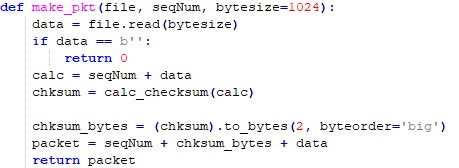 def make_pkt(file, seqNum, bytesize=1024):
    data = file.read(bytesize)
    if data == b'':
        return 0
    calc = seqNum + data
    chksum = calc_checksum(calc)

    chksum_bytes = (chksum).to_bytes(2, byteorder='big')
    packet = seqNum + chksum_bytes + data
    return packet